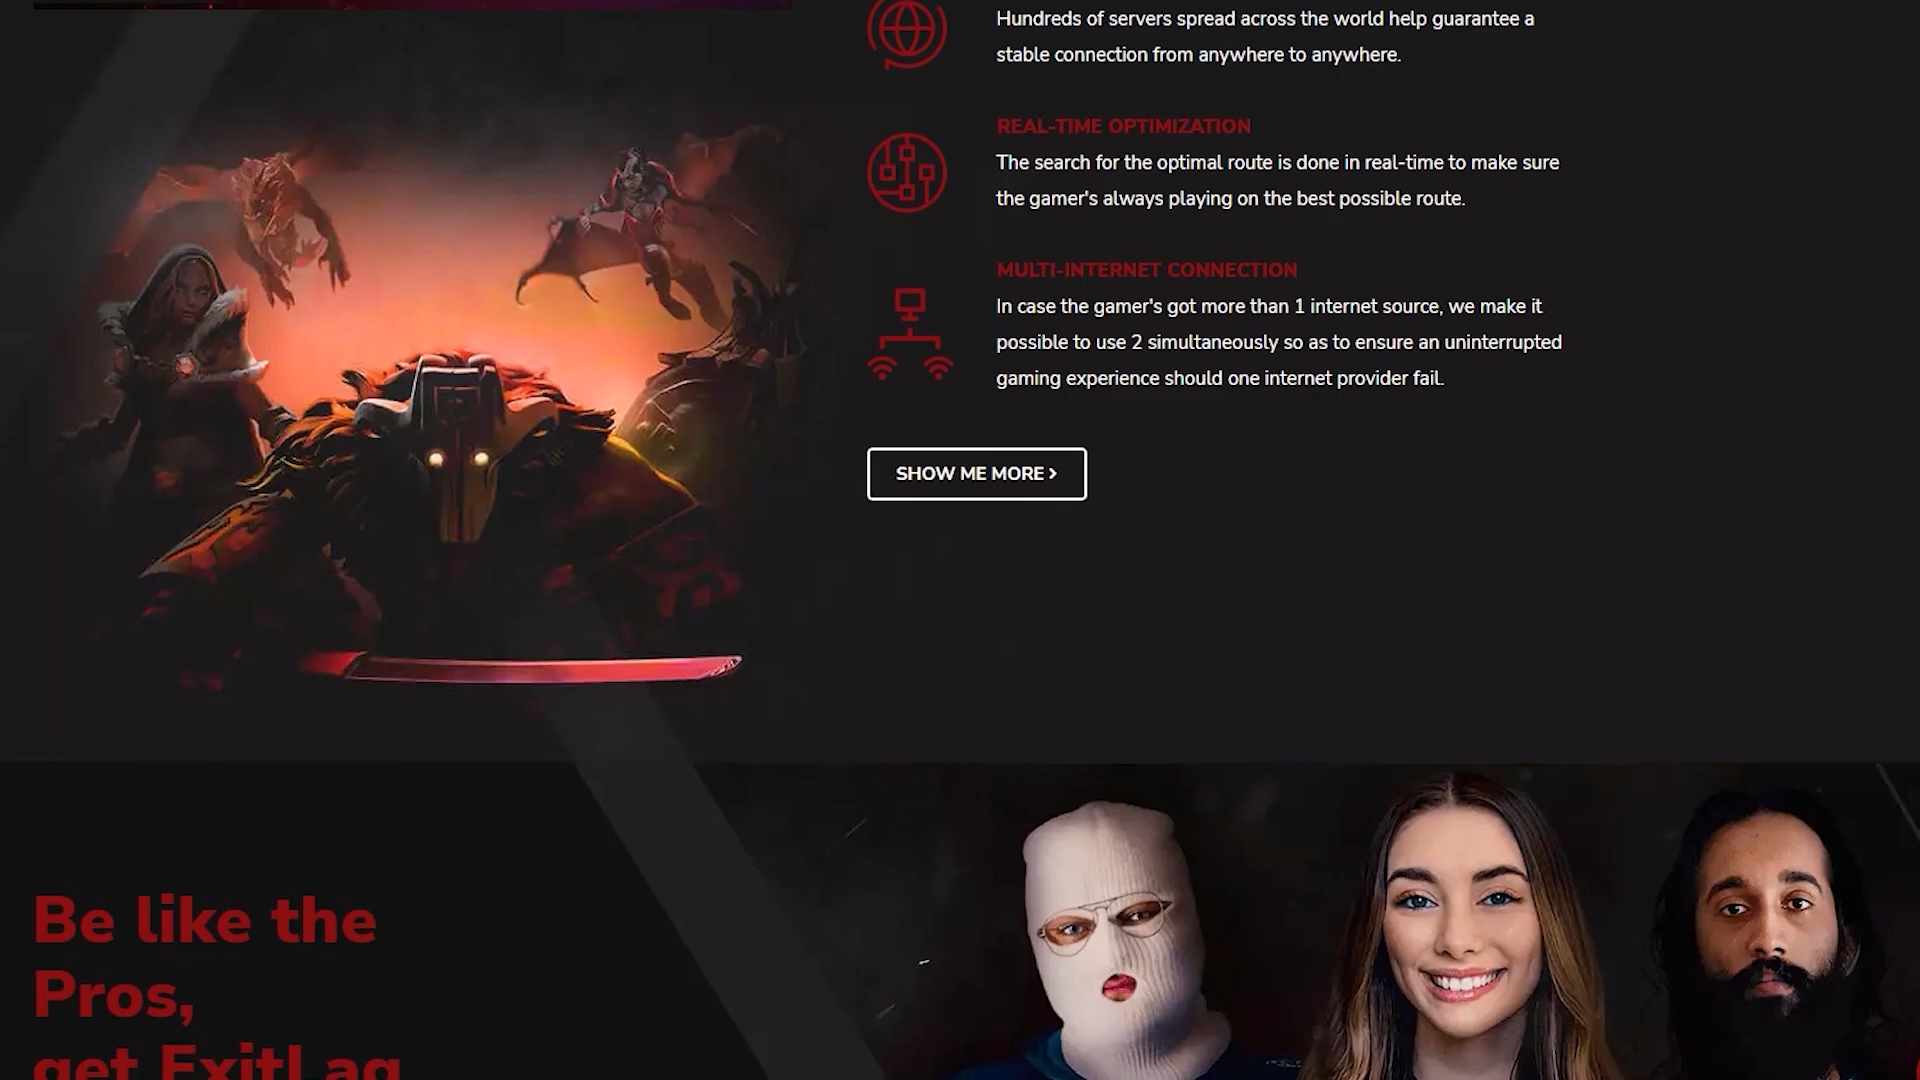 Hundreds of servers spread across the world help guarantee a
stable connection from anywhere to anywhere.
REAL-TIME OPTIMIZATION
The search for the optimal route is done in real-time to make sure
the gamer's always playing on the best possible route.
MULTI-INTERNET CONNECTION
In case the gamer's got more than 1 internet source, we make it
possible to use 2 simultaneously so as to ensure an uninterrupted
gaming experience should one internet provider fail.
SHOW ME MORE >
Be like the
Pros,
get ExitLag